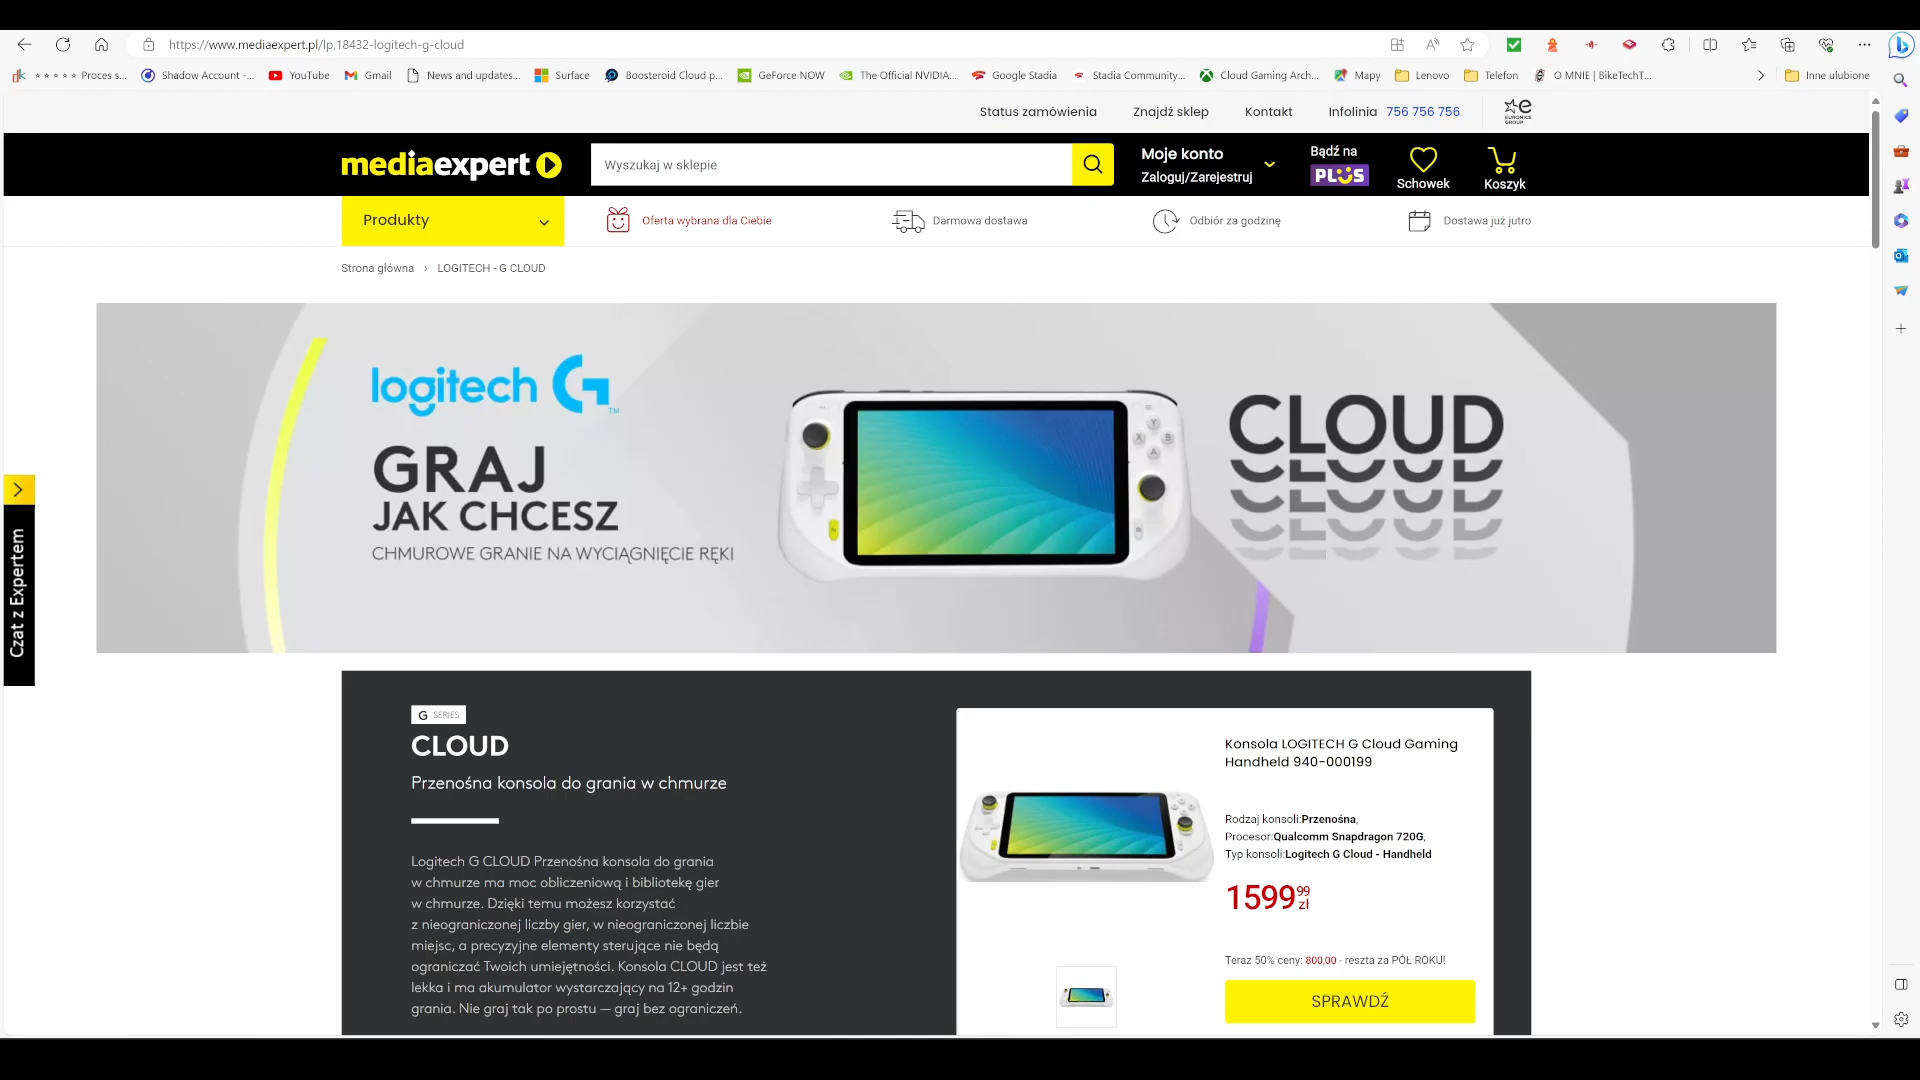 https://www.mediaexpert.pl/lp,18432-logitech-g-cloud
Proces s...
Shadow Account -...
YouTube
Gmail
News and updates...
Surface
Boosteroid Cloud p...
GeForce NOW
The Official NVIDIA...
Google Stadia
Stadia Community...
Cloud Gaming Arch...
Mapy
Lenovo
Telefon
O MNIE | BikeTechT...
Inne ulubione
Status zamówienia
Znajdź sklep
Kontakt
Infolinia 756 756 756
e
EURONICS
GROUP
mediaexpert
Wyszukaj w sklepie
Moje konto
Zaloguj/Zarejestruj
Bądź na
PLUS
Schowek
Koszyk
Produkty
Oferta wybrana dla Ciebie
Darmowa dostawa
Odbiór za godzinę
Dostawa już jutro
Strona główna › LOGITECH - G CLOUD
logitech G ™
GRAJ
JAK CHCESZ
CHMUROWE GRANIE NA WYCIĄGNIĘCIE RĘKI
Y
X B
A
CLOUD
CLOUD
CLOUD
CLOUD
CLOUD
Czat z Expertem
G SERIES
CLOUD
Przenośna konsola do grania w chmurze
Logitech G CLOUD Przenośna konsola do grania
w chmurze ma moc obliczeniową i bibliotekę gier
w chmurze. Dzięki temu możesz korzystać
z nieograniczonej liczby gier, w nieograniczonej liczbie
miejsc, a precyzyjne elementy sterujące nie będą
ograniczać Twoich umiejętności. Konsola CLOUD jest też
lekka i ma akumulator wystarczający na 12+ godzin
grania. Nie graj tak po prostu — graj bez ograniczeń.
Konsola LOGITECH G Cloud Gaming
Handheld 940-000199
Rodzaj konsoli:Przenośna,
Procesor:Qualcomm Snapdragon 720G,
Typ konsoli:Logitech G Cloud - Handheld
1599 99 zł
Teraz 50% ceny: 800,00 - reszta za PÓŁ ROKU!
SPRAWDŹ